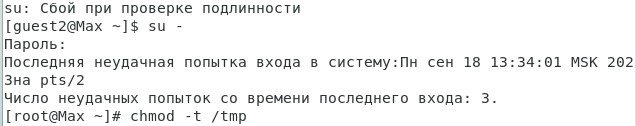 su: Сбой при проверке подлинности
[guest2@Max ~]$ su -
Пароль:
Последняя неудачная попытка входа в систему:Пн сен 18 13:34:01 MSK 202
3на pts/2
Число неудачных попыток со времени последнего входа: 3.
[root@Max ~]# chmod -t /tmp